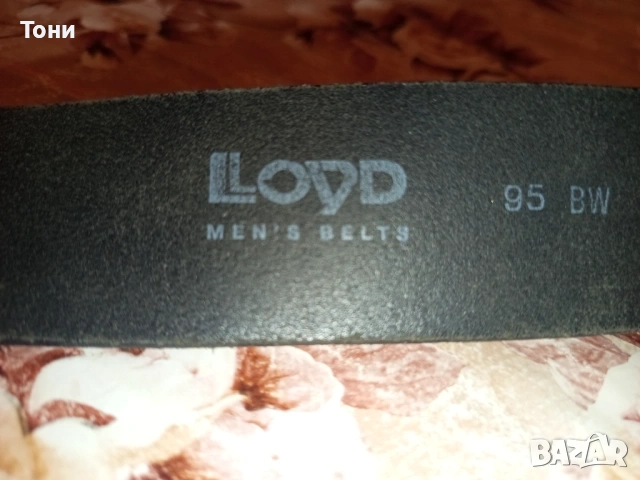 Тони
LLOYD
MEN'S BELTS
95 BW
BAZAR